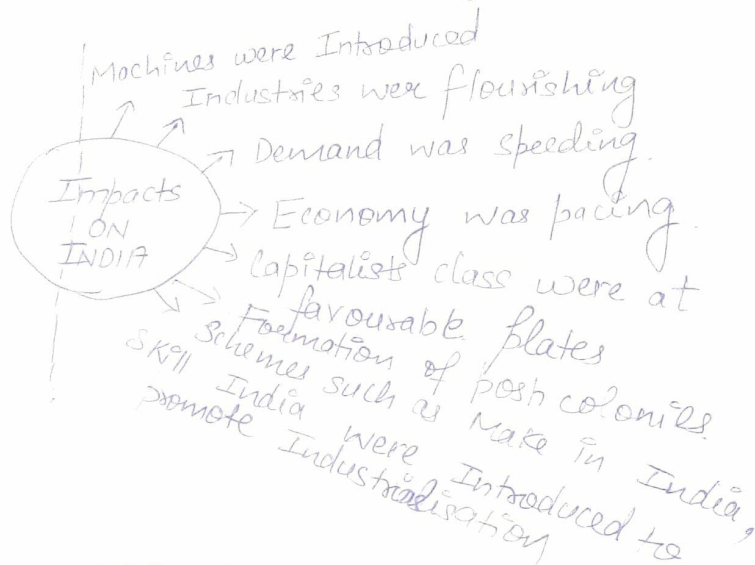 Machines were Introduced
Industries wer flourishing
Demand was speeding.
Impacts
ON
INDIA
Economy was pacing.
Capitalists class were at
favourable plates
Formation of posh colonies.
Schemes such as Make in India,
Skill India were Introduced to
promote Industrialisation